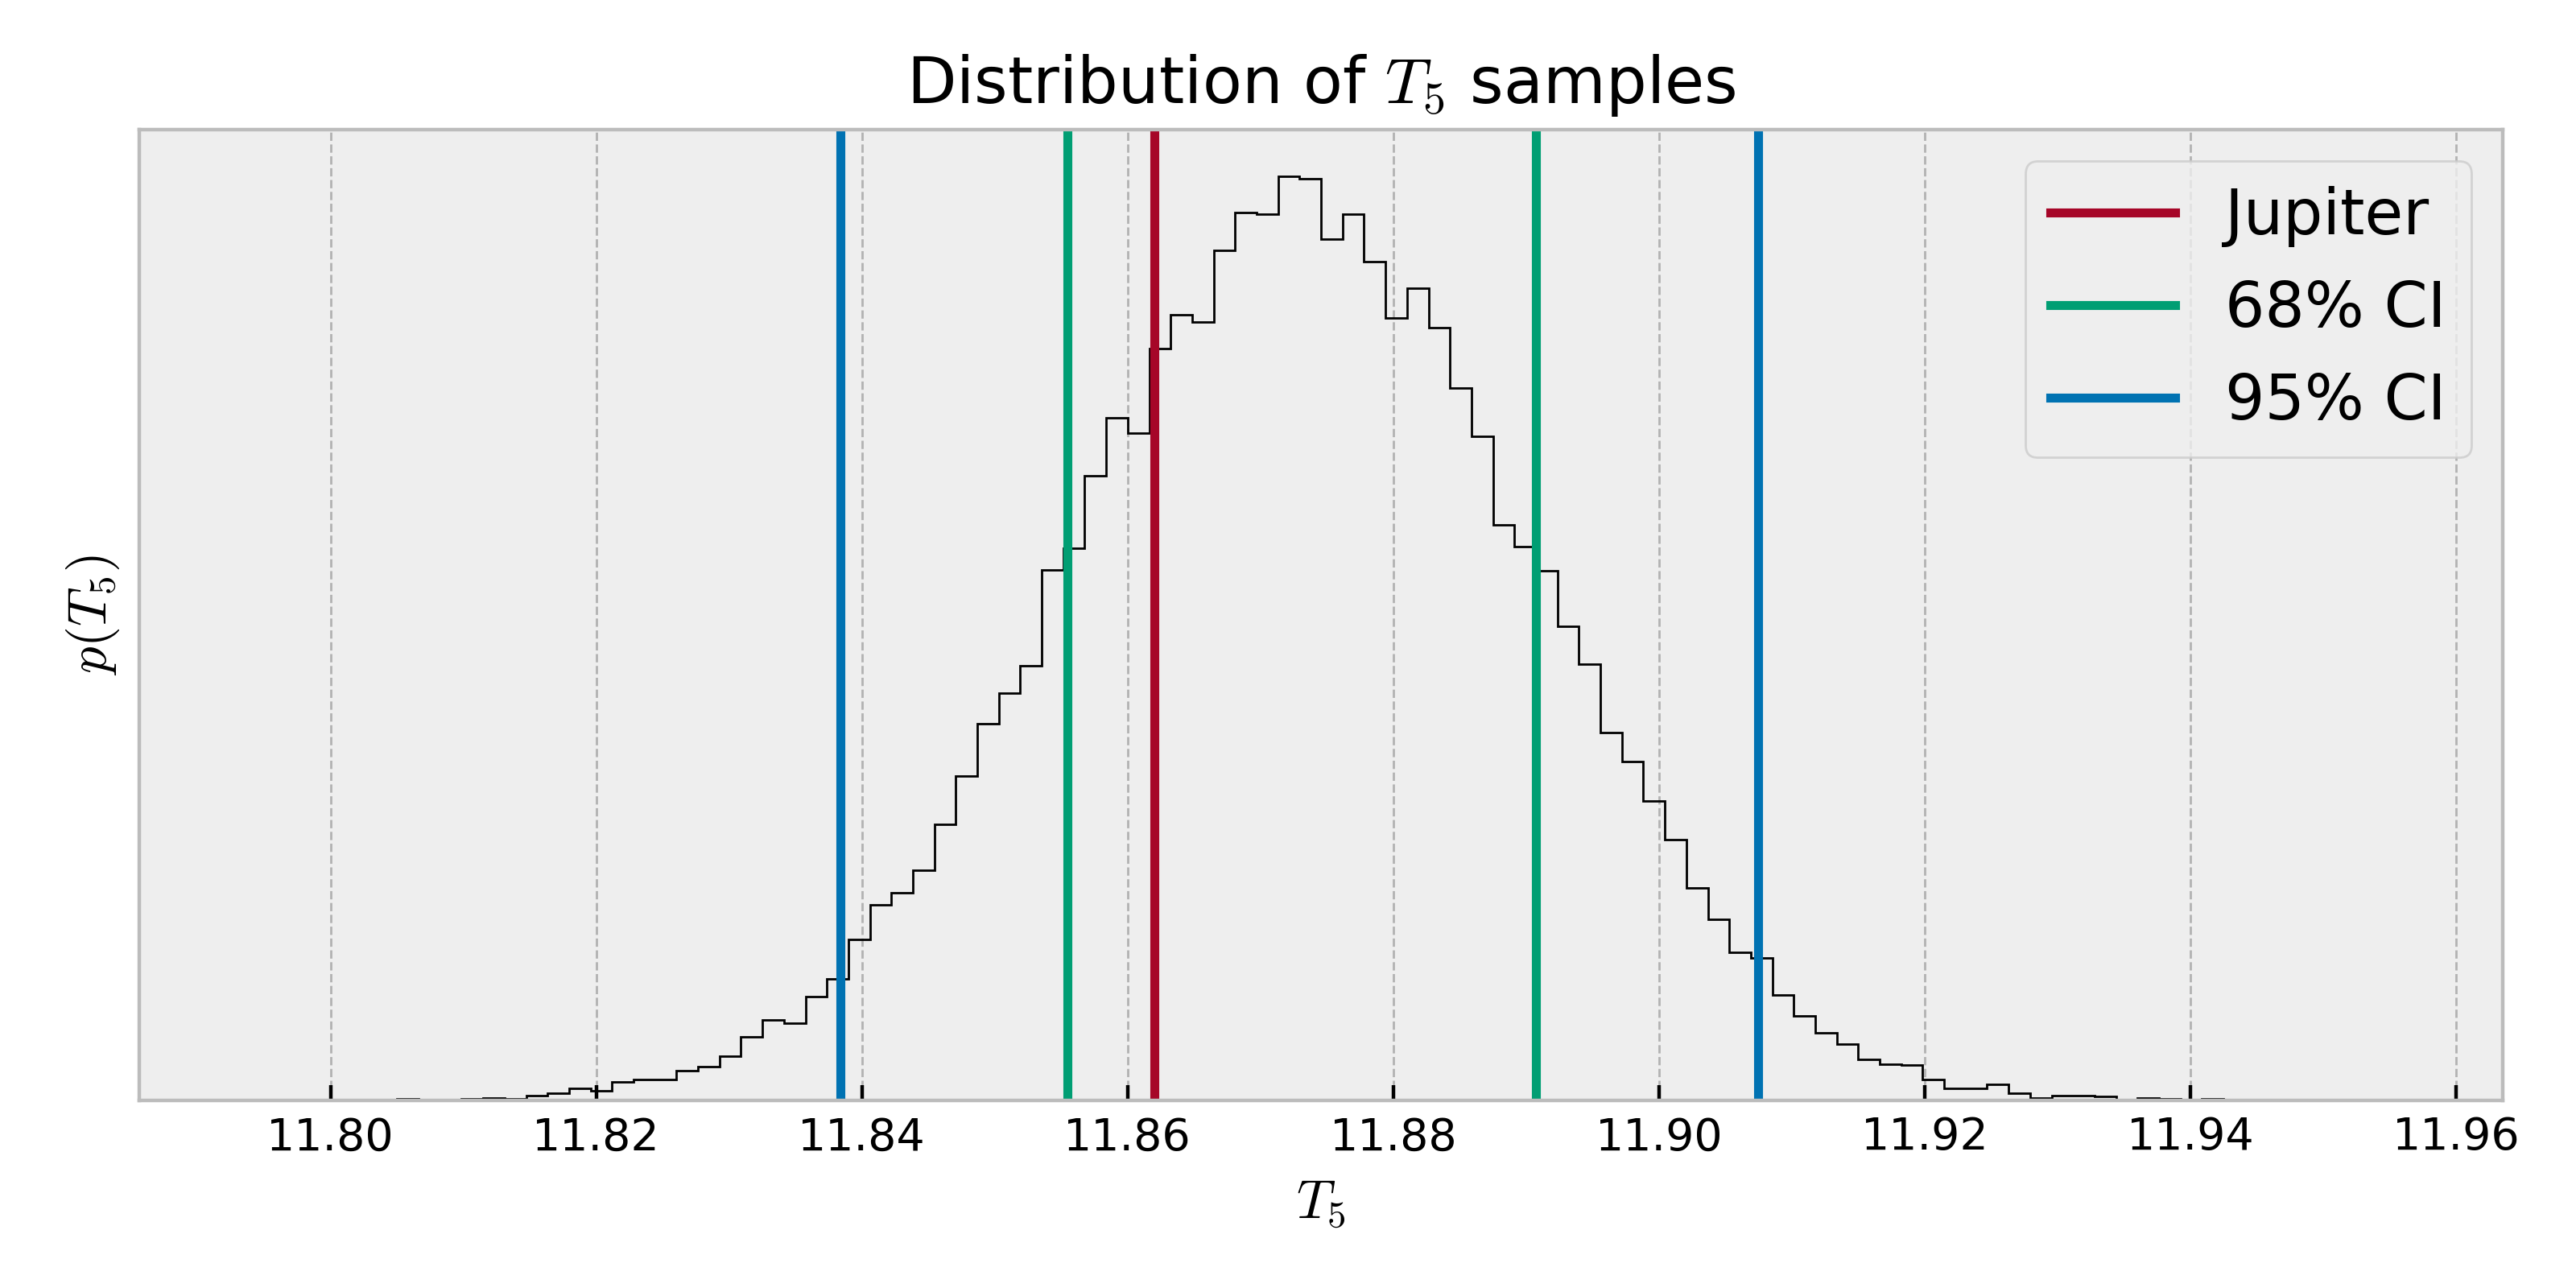 Distribution of T₅ samples
Jupiter
68% CI
95% CI
p(T₅)
11.80 11.82 11.84 11.86 11.88 11.90 11.92 11.94 11.96
T₅